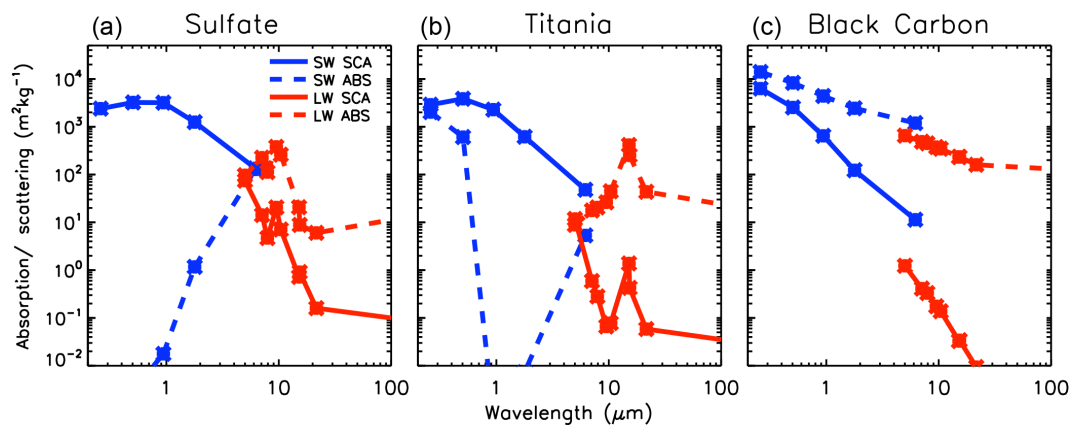 (a) Sulfate
(b) Titania
(c) Black Carbon
SW SCA
SW ABS
LW SCA
LW ABS
Absorption/ scattering (m²kg⁻¹)
10⁴
10³
10²
10¹
10⁰
10⁻¹
10⁻²
1 10 100
1 10 100
1 10 100
Wavelength (μm)